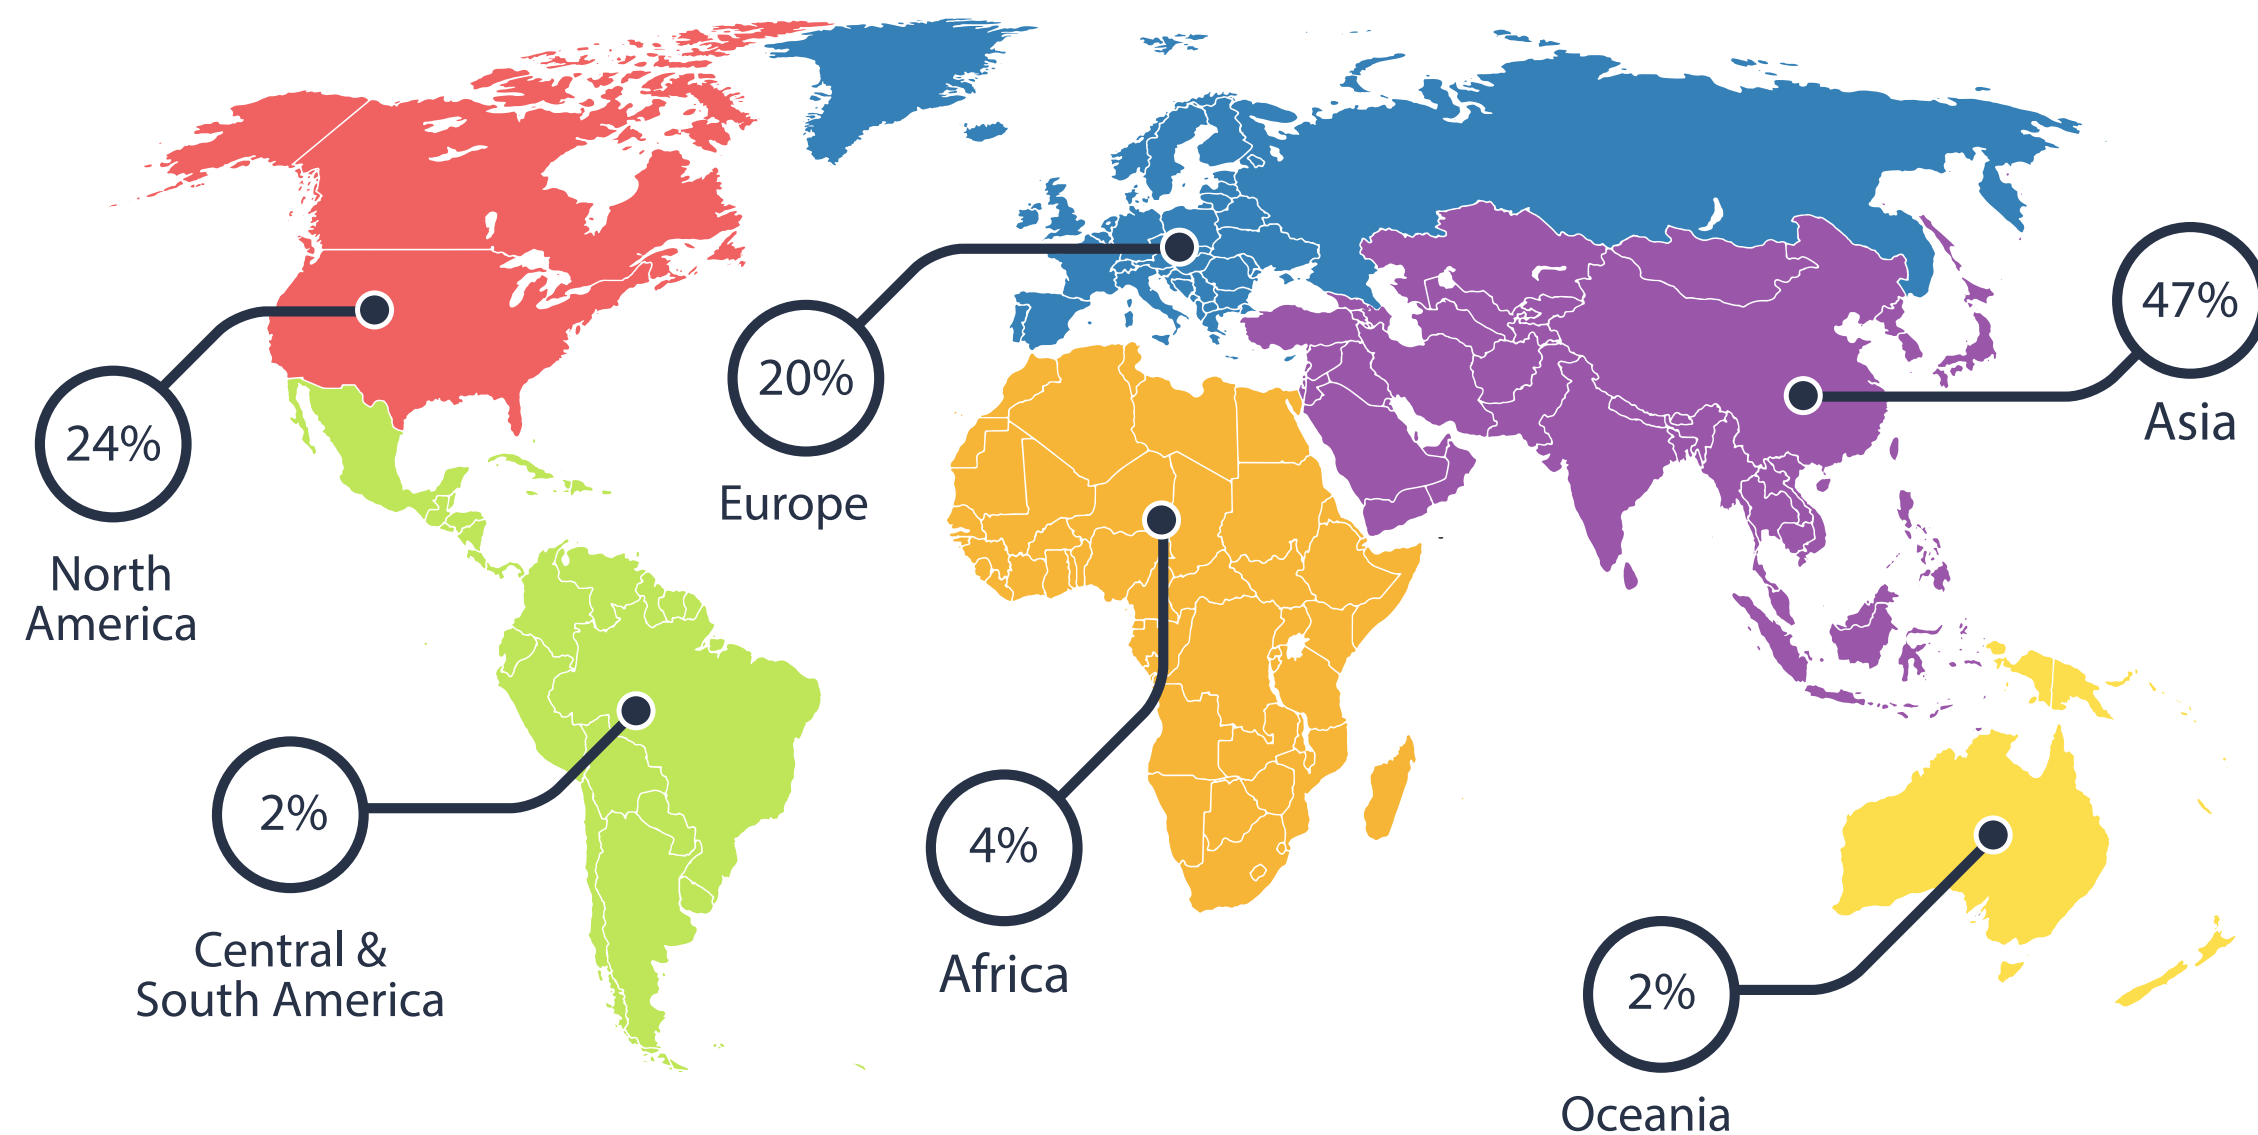 24%
North
America
20%
Europe
47%
Asia
2%
Central &
South America
4%
Africa
2%
Oceania